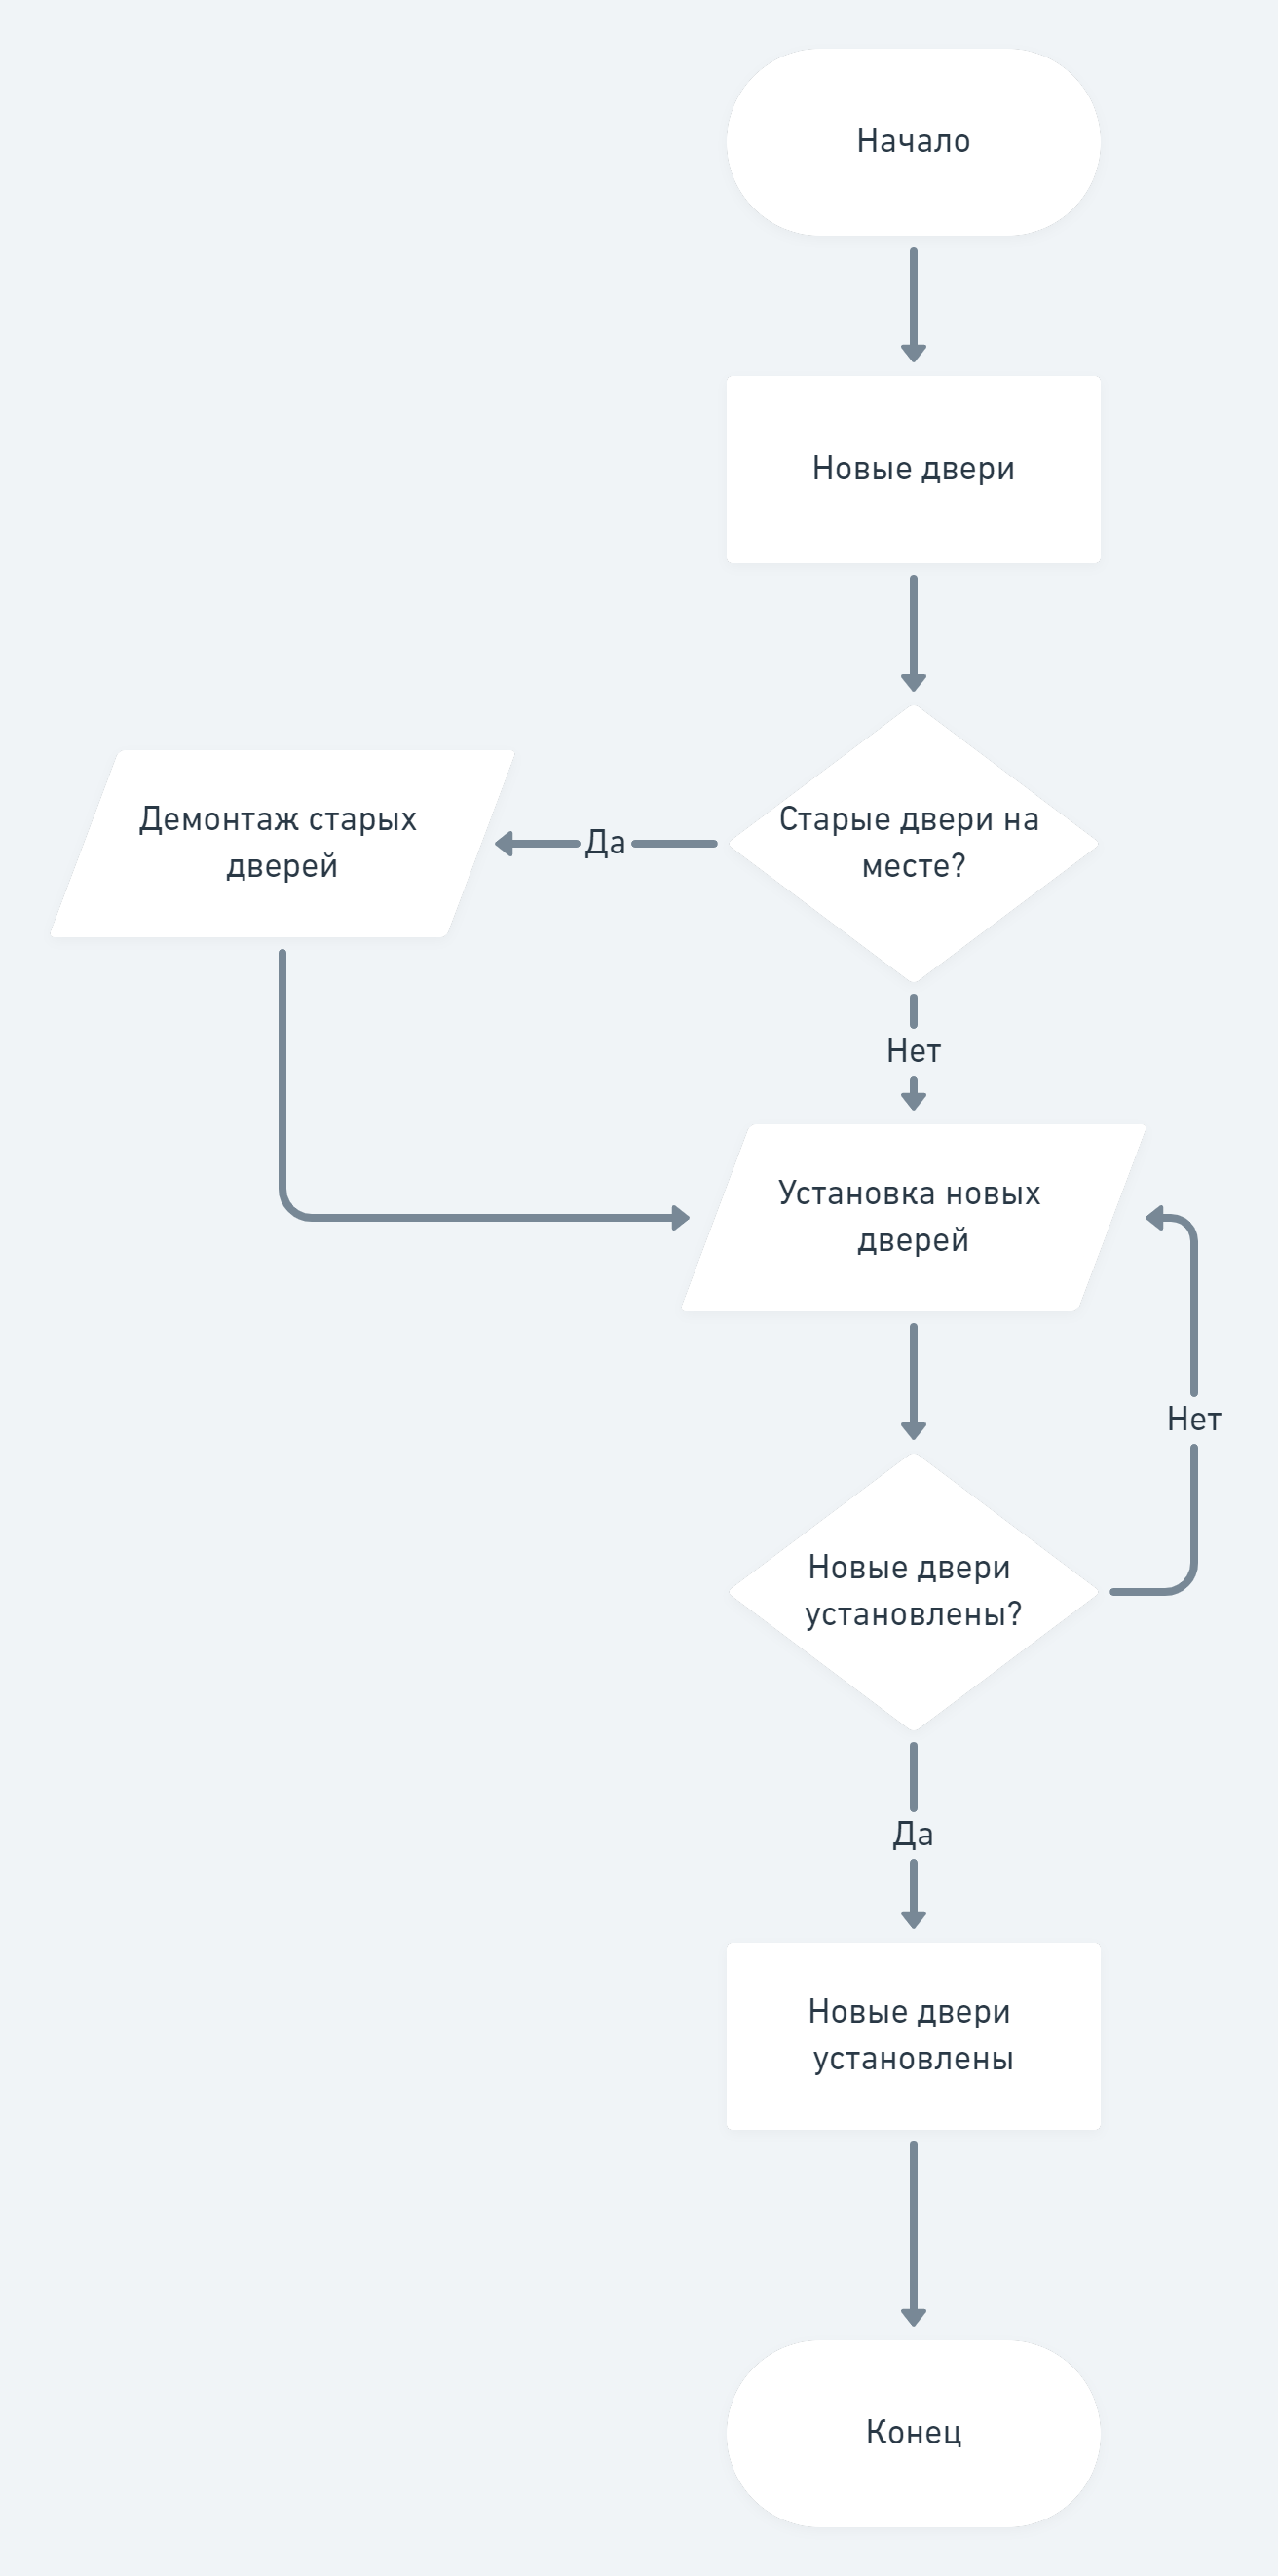 Начало
Новые двери
Старые двери на
месте?
Да
Демонтаж старых
дверей
Нет
Установка новых
дверей
Нет
Новые двери
установлены?
Да
Новые двери
установлены
Конец